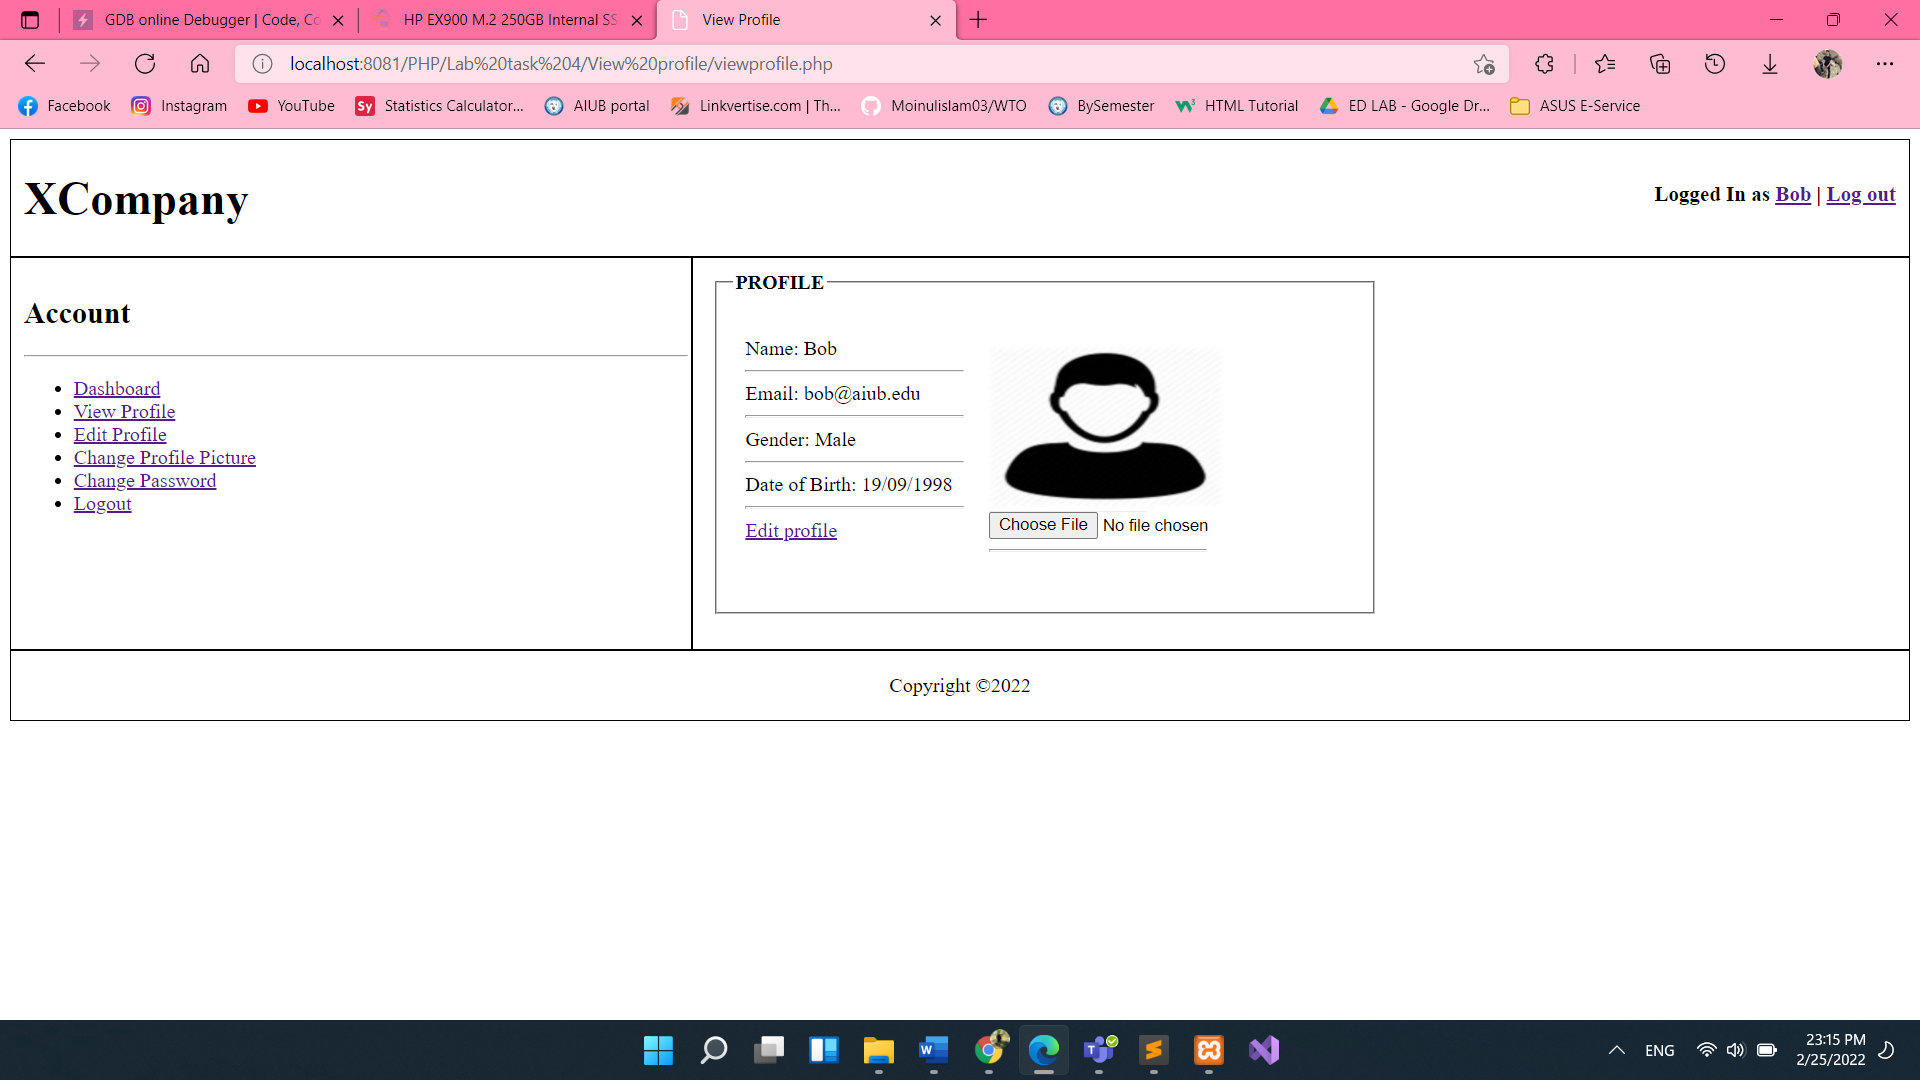 GDB online Debugger | Code, Co
HP EX900 M.2 250GB Internal SS
View Profile
localhost:8081/PHP/Lab%20task%204/View%20profile/viewprofile.php
Facebook
Instagram
YouTube
Sy
Statistics Calculator...
AIUB portal
Linkvertise.com | Th...
Moinulislam03/WTO
BySemester
HTML Tutorial
ED LAB - Google Dr...
ASUS E-Service
XCompany
Logged In as Bob | Log out
Account
Dashboard
View Profile
Edit Profile
Change Profile Picture
Change Password
Logout
PROFILE
Name: Bob
Email: bob@aiub.edu
Gender: Male
Date of Birth: 19/09/1998
Edit profile
Choose File No file chosen
Copyright ©2022
ENG
23:15 PM
2/25/2022